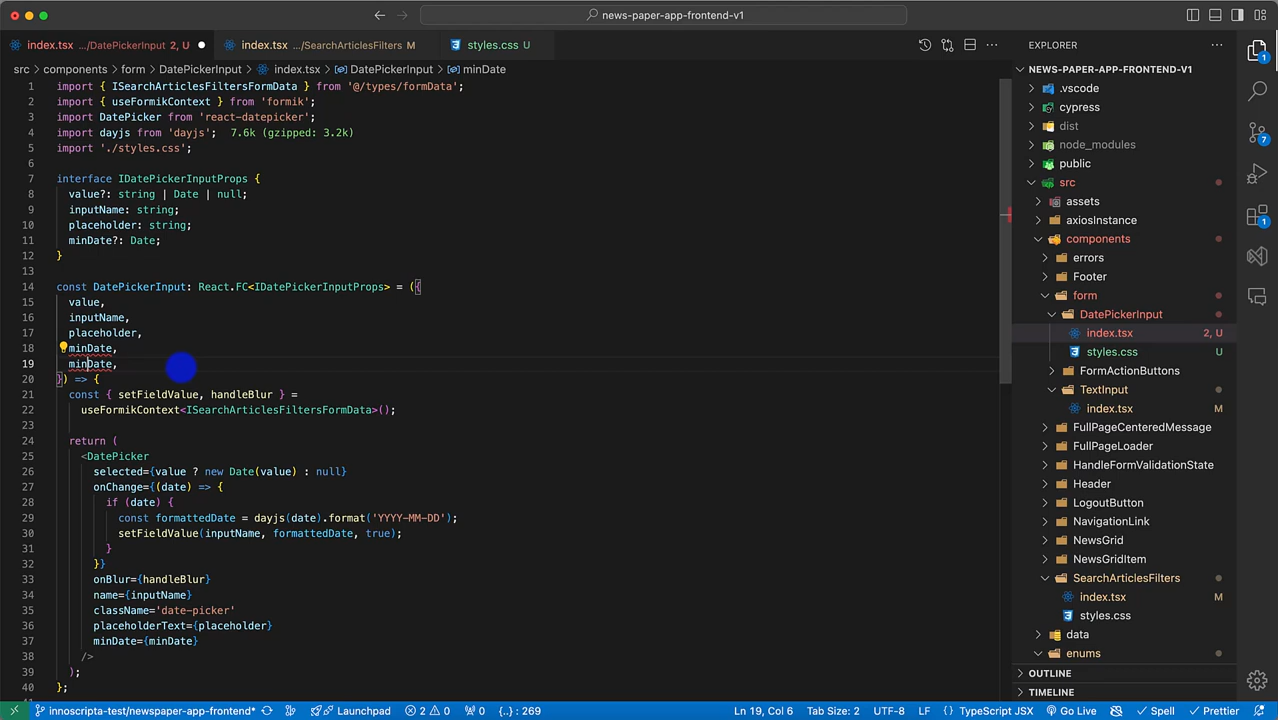 news-paper-app-frontend-v1
index.tsx .../DatePickerInput 2, U
index.tsx .../SearchArticlesFilters M
styles.css U
src > components > form > DatePickerInput > index.tsx > DatePickerInput > minDate
1 import { ISearchArticlesFiltersFormData } from '@/types/formData';
2 import { useFormikContext } from 'formik';
3 import DatePicker from 'react-datepicker';
4 import dayjs from 'dayjs'; 7.6k (gzipped: 3.2k)
5 import './styles.css';
6
7 interface IDatePickerInputProps {
8 value?: string | Date | null;
9 inputName: string;
10 placeholder: string;
11 minDate?: Date;
12 }
13
14 const DatePickerInput: React.FC<IDatePickerInputProps> = ({
15 value,
16 inputName,
17 placeholder,
18 minDate,
19 minDate,
20 }) => {
21 const { setFieldValue, handleBlur } =
22 useFormikContext<ISearchArticlesFiltersFormData>();
23
24 return (
25 <DatePicker
26 selected={value ? new Date(value) : null}
27 onChange={(date) => {
28 if (date) {
29 const formattedDate = dayjs(date).format('YYYY-MM-DD');
30 setFieldValue(inputName, formattedDate, true);
31 }
32 }}
33 onBlur={handleBlur}
34 name={inputName}
35 className='date-picker'
36 placeholderText={placeholder}
37 minDate={minDate}
38 />
39 );
40 };
EXPLORER
NEWS-PAPER-APP-FRONTEND-V1
.vscode
cypress
dist
node_modules
public
src
assets
axiosInstance
components
errors
Footer
form
DatePickerInput
index.tsx 2, U
styles.css U
FormActionButtons
TextInput
index.tsx M
FullPageCenteredMessage
FullPageLoader
HandleFormValidationState
Header
LogoutButton
NavigationLink
NewsGrid
NewsGridItem
SearchArticlesFilters
index.tsx M
styles.css
data
enums
OUTLINE
TIMELINE
1
7
1
innoscripta-test/newspaper-app-frontend* Launchpad 2 0 0 {..} : 269 Ln 19, Col 6 Tab Size: 2 UTF-8 LF {} TypeScript JSX Go Live Spell Prettier